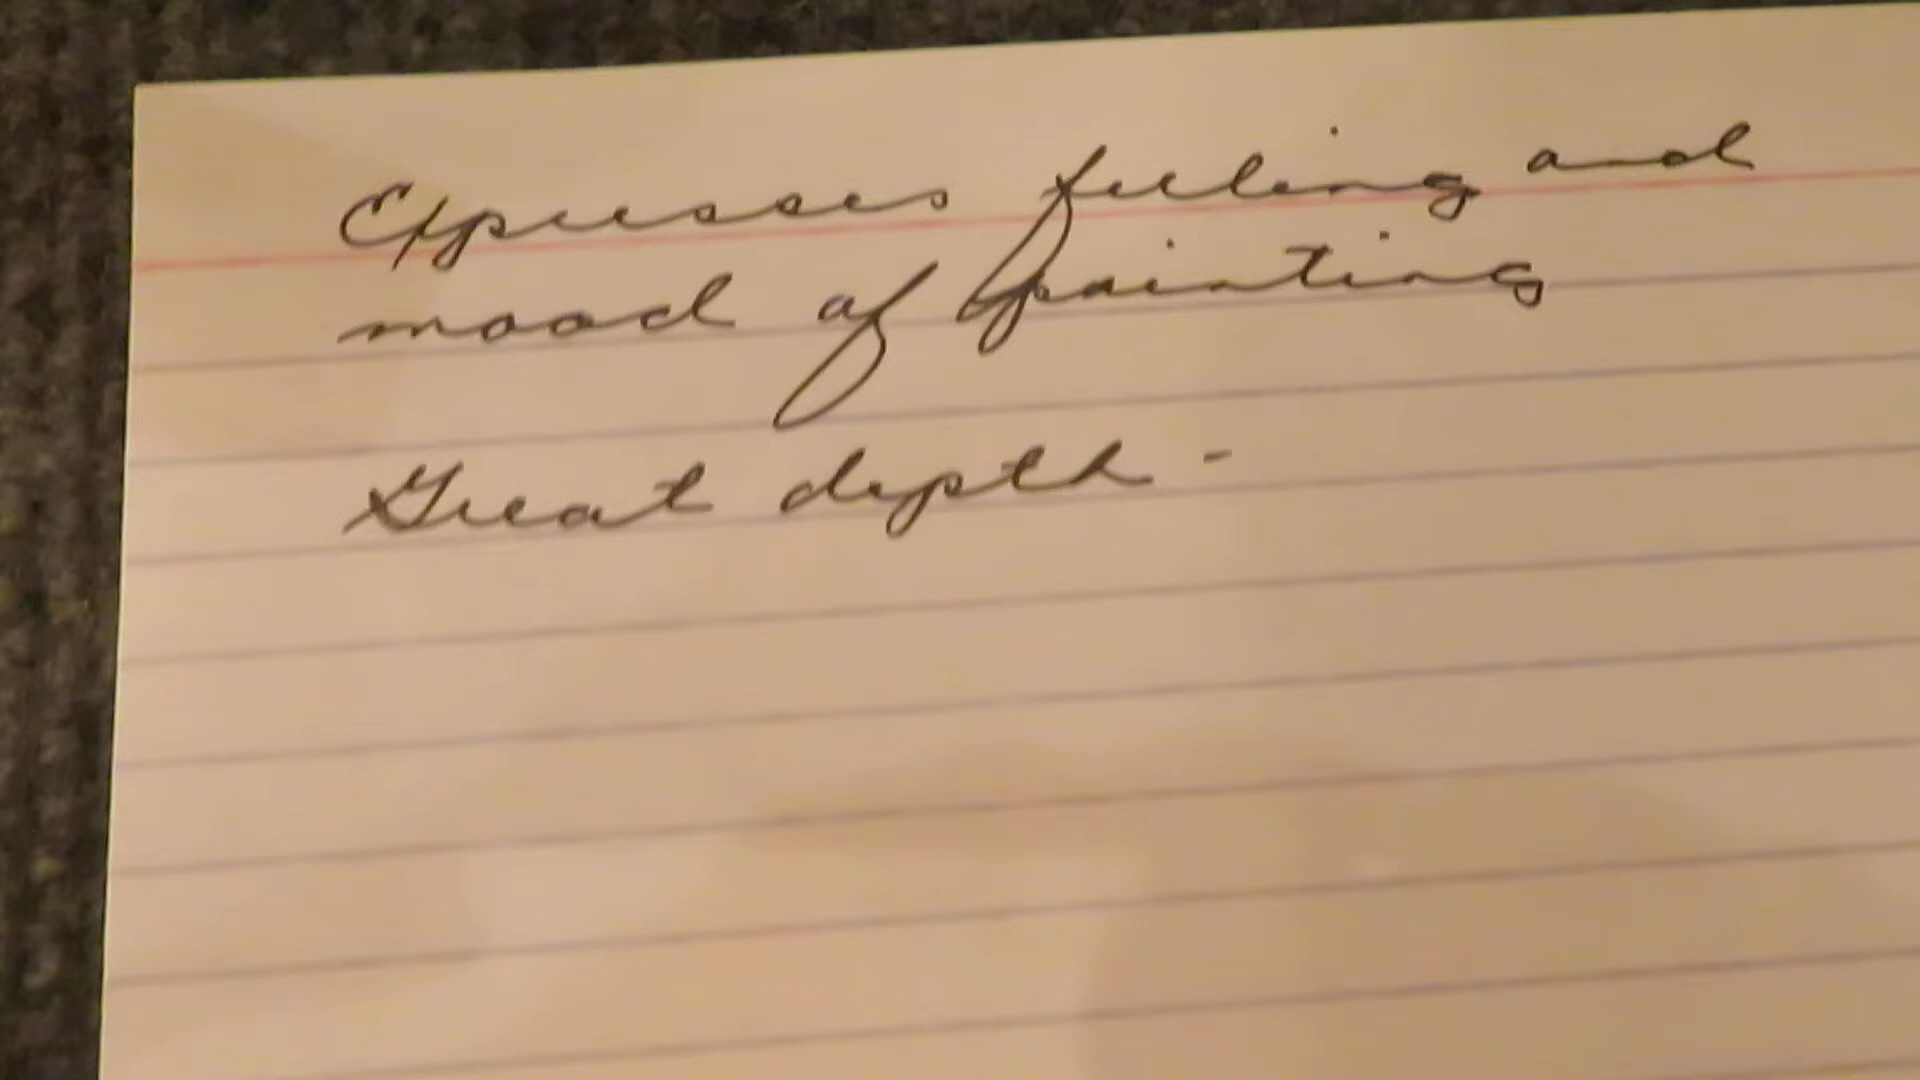 Expresses feeling and
mood of painting
Great depth -